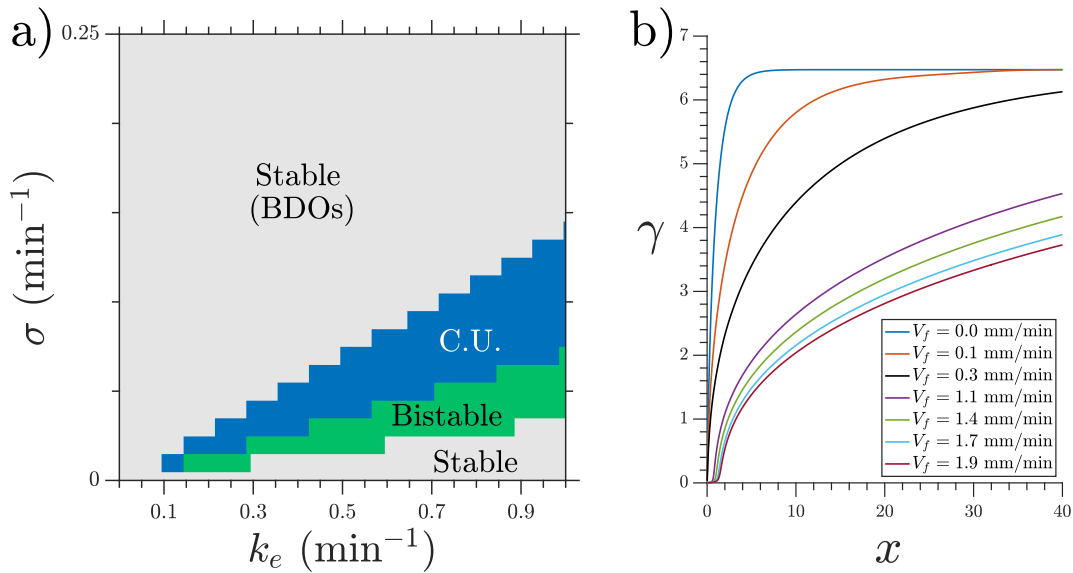 a)
0.25
Stable
(BDOs)
C.U.
Bistable
Stable
0
0.1 0.3 0.5 0.7 0.9
σ (min⁻¹)
kₑ (min⁻¹)
b)
7
6
5
4
3
2
1
0
γ
V_f = 0.0 mm/min
V_f = 0.1 mm/min
V_f = 0.3 mm/min
V_f = 1.1 mm/min
V_f = 1.4 mm/min
V_f = 1.7 mm/min
V_f = 1.9 mm/min
0 10 20 30 40
x